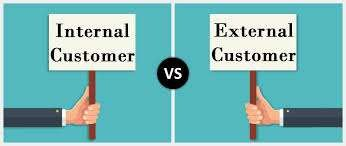 Internal
Customer
VS
External
Customer